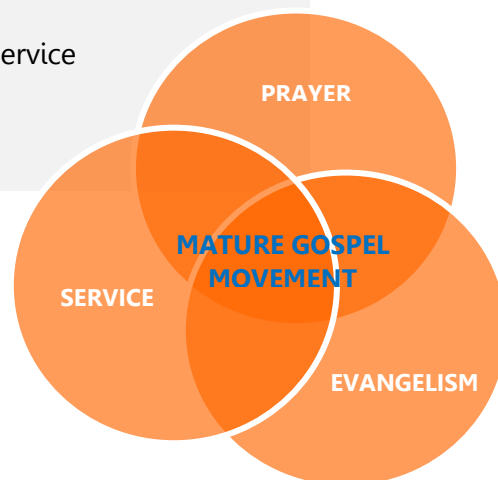 ervice
PRAYER
MATURE GOSPEL
MOVEMENT
SERVICE
EVANGELISM